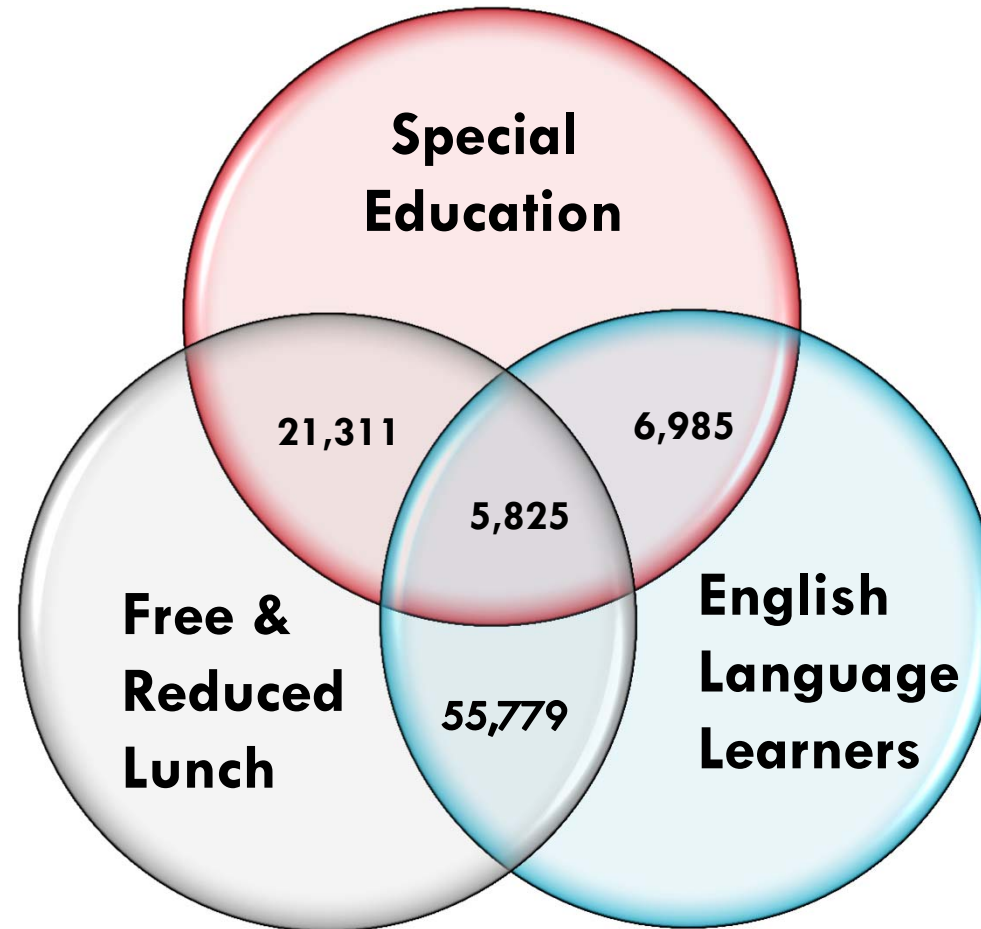 Special
Education
21,311
6,985
5,825
Free &
Reduced
Lunch
English
Language
Learners
55,779